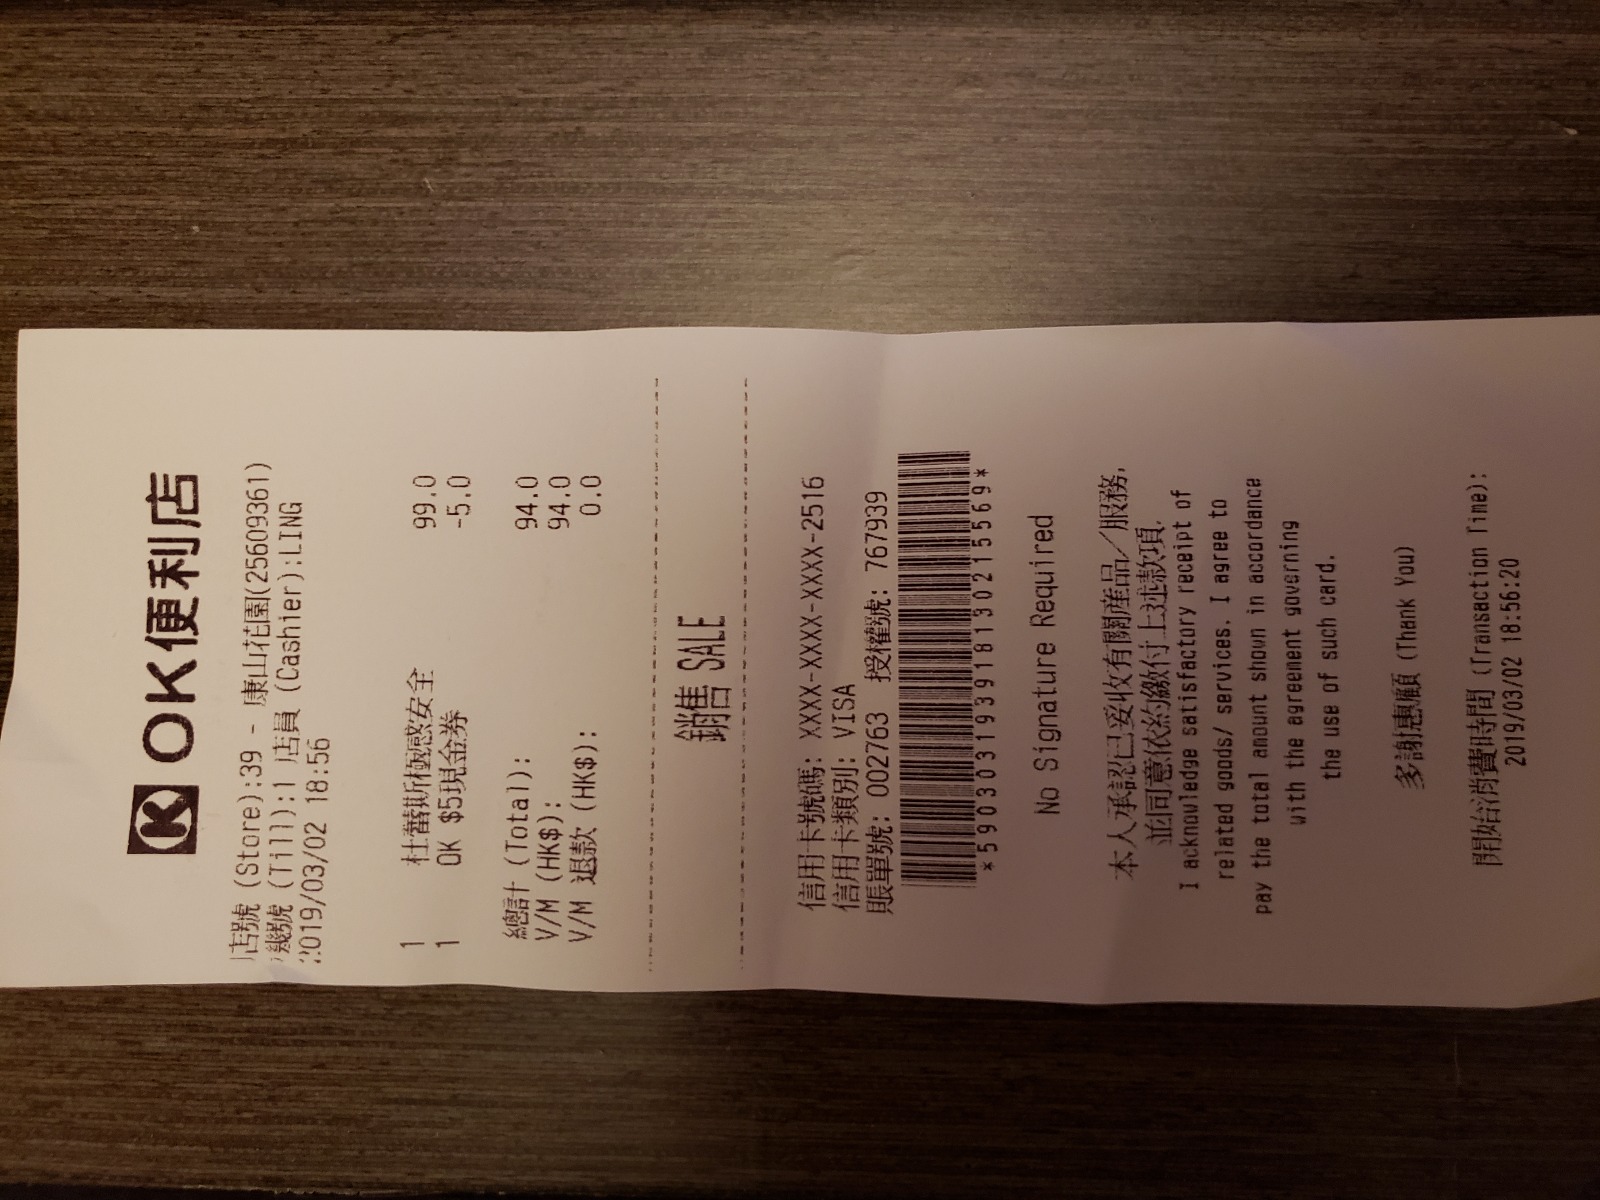 K OK便利店
店號 (Store):39 - 康山花園(25609361)
機號 (Till):1 店員 (Cashier):LING
2019/03/02 18:56
1 杜蕾斯極感安全 99.0
1 OK $5現金券 -5.0
總計 (Total): 94.0
V/M (HK$): 94.0
V/M 退款 (HK$): 0.0
銷售 SALE
信用卡號碼: XXXX-XXXX-XXXX-2516
信用卡類別: VISA
賬單號: 002763 授權號: 767939
*59030319391813021​5569*
No Signature Required
本人承認已妥收有關產品/服務,
並同意依約繳付上述款項.
I acknowledge satisfactory receipt of
related goods/ services. I agree to
pay the total amount shown in accordance
with the agreement governing
the use of such card.
多謝惠顧 (Thank You)
開始消費時間 (Transaction Time):
2019/03/02 18:56:20